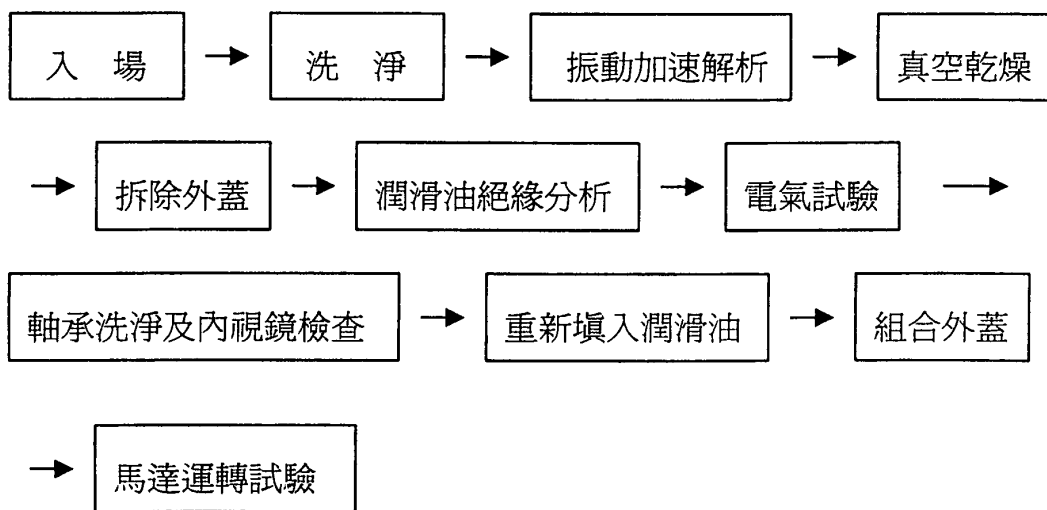 入 場 → 洗 淨 → 振動加速解析 → 真空乾燥
→ 拆除外蓋 → 潤滑油絕緣分析 → 電氣試驗 →
軸承洗淨及內視鏡檢查 → 重新填入潤滑油 → 組合外蓋
→ 馬達運轉試驗